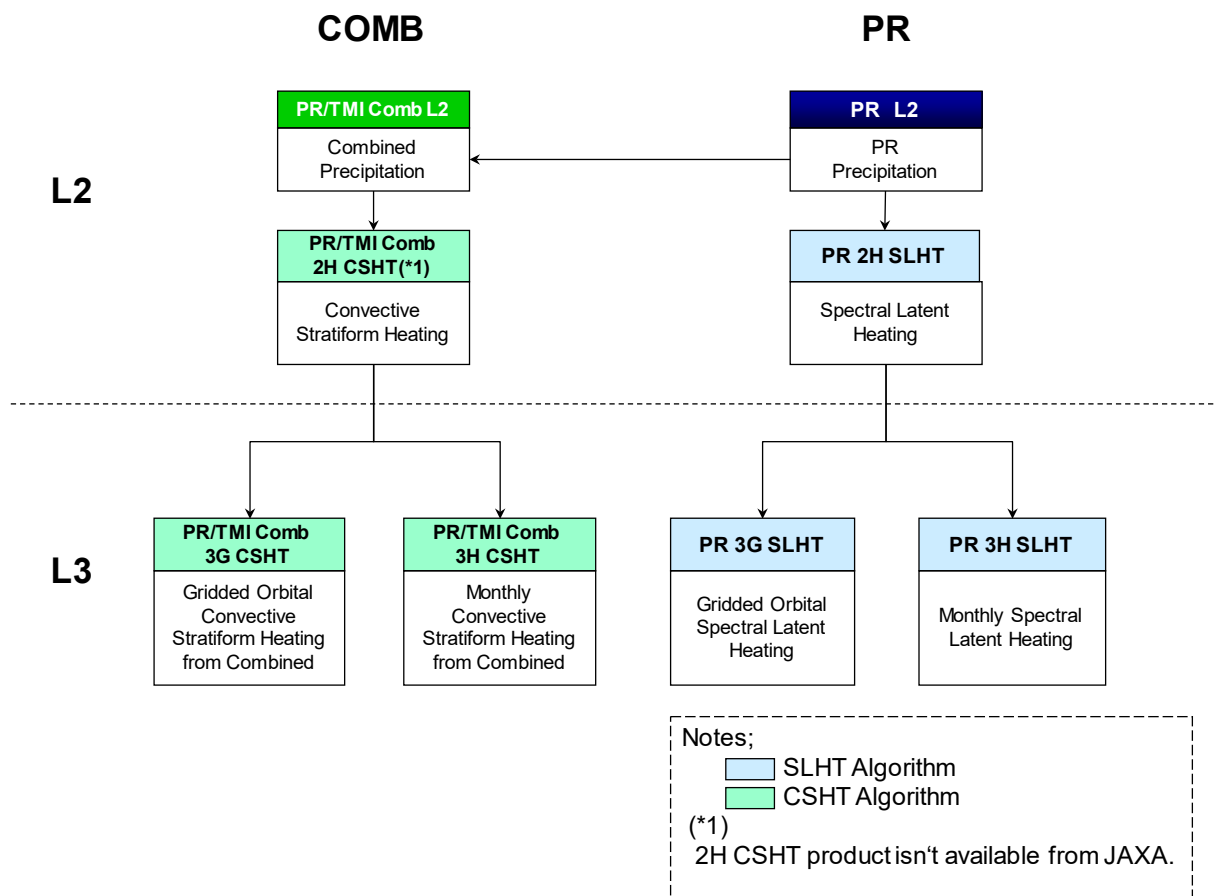 COMB
PR
L2
PR/TMI Comb L2
Combined
Precipitation
PR L2
PR
Precipitation
PR/TMI Comb
2H CSHT(*1)
Convective
Stratiform Heating
PR 2H SLHT
Spectral Latent
Heating
L3
PR/TMI Comb
3G CSHT
Gridded Orbital
Convective
Stratiform Heating
from Combined
PR/TMI Comb
3H CSHT
Monthly
Convective
Stratiform Heating
from Combined
PR 3G SLHT
Gridded Orbital
Spectral Latent
Heating
PR 3H SLHT
Monthly Spectral
Latent Heating
Notes;
SLHT Algorithm
CSHT Algorithm
(*1)
2H CSHT product isn‘t available from JAXA.